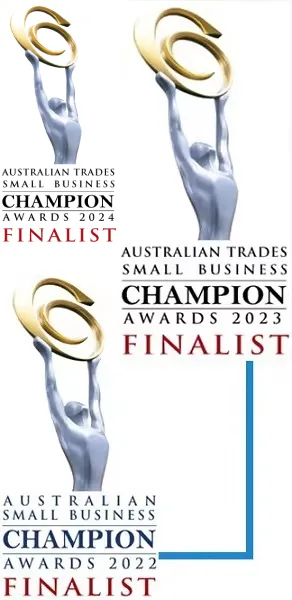 AUSTRALIAN TRADES
SMALL BUSINESS
CHAMPION
AWARDS 2024
FINALIST
AUSTRALIAN TRADES
SMALL BUSINESS
CHAMPION
AWARDS 2023
FINALIST
AUSTRALIAN
SMALL BUSINESS
CHAMPION
AWARDS 2022
FINALIST